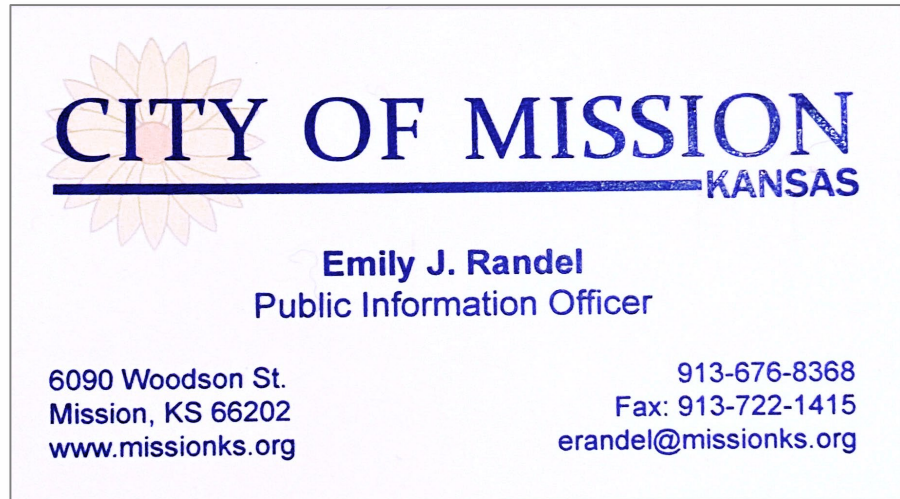 CITY OF MISSION
KANSAS
Emily J. Randel
Public Information Officer
6090 Woodson St.
Mission, KS 66202
www.missionks.org
913-676-8368
Fax: 913-722-1415
erandel@missionks.org